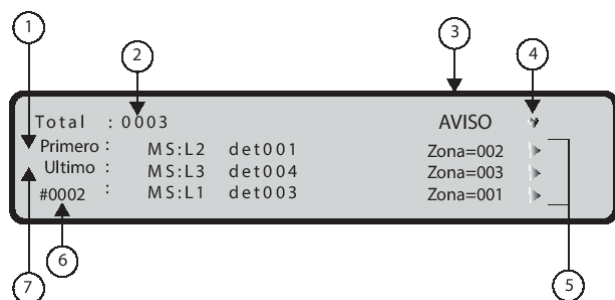 1 2 3 4
Total : 0003 AVISO
Primero : MS:L2 det001 Zona=002
Ultimo : MS:L3 det004 Zona=003
#0002 : MS:L1 det003 Zona=001
7 6 5